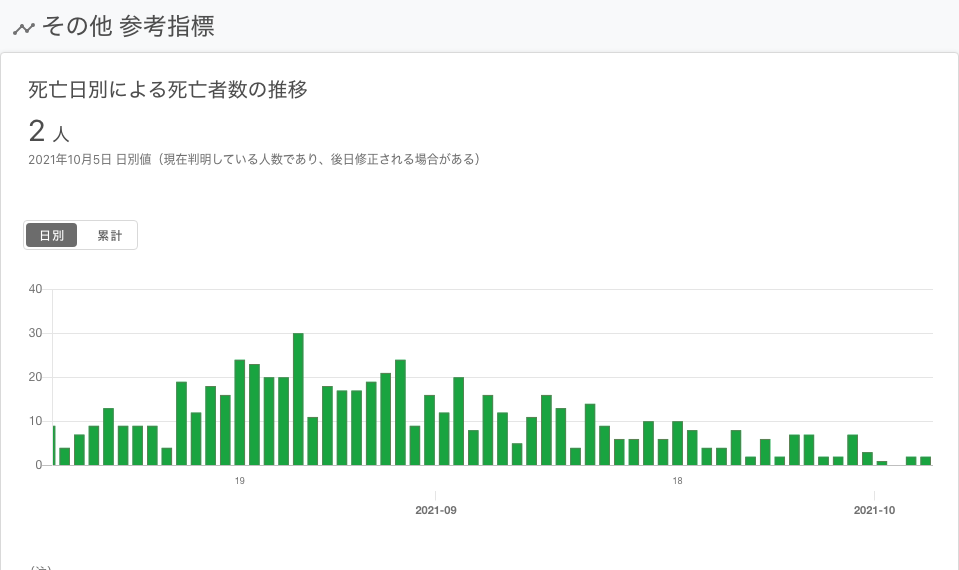 その他 参考指標
死亡日別による死亡者数の推移
2 人
2021年10月5日 日別値（現在判明している人数であり、後日修正される場合がある）
日別 累計
40
30
20
10
0
19 18
2021-09 2021-10